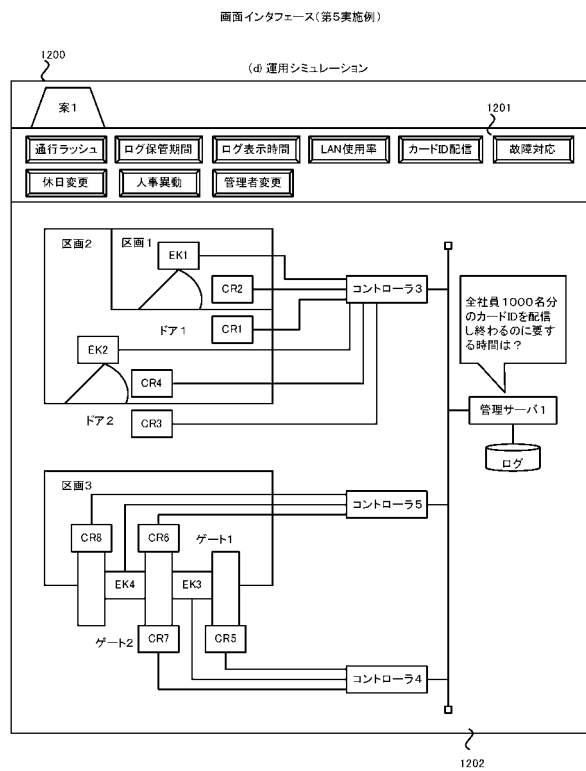 画面インタフェース(第5実施例)
1200
(d) 運用シミュレーション
案1
1201
通行ラッシュ ログ保管期間 ログ表示時間 LAN使用率 カードID配信 故障対応
休日変更 人事異動 管理者変更
区画2
区画1
EK1
CR2
コントローラ3
CR1
ドア1
EK2
CR4
ドア2
CR3
全社員1000名分
のカードIDを配信
し終わるのに要す
る時間は?
管理サーバ1
ログ
区画3
コントローラ5
CR8
CR6
ゲート1
EK4
EK3
ゲート2
CR7
CR5
コントローラ4
1202